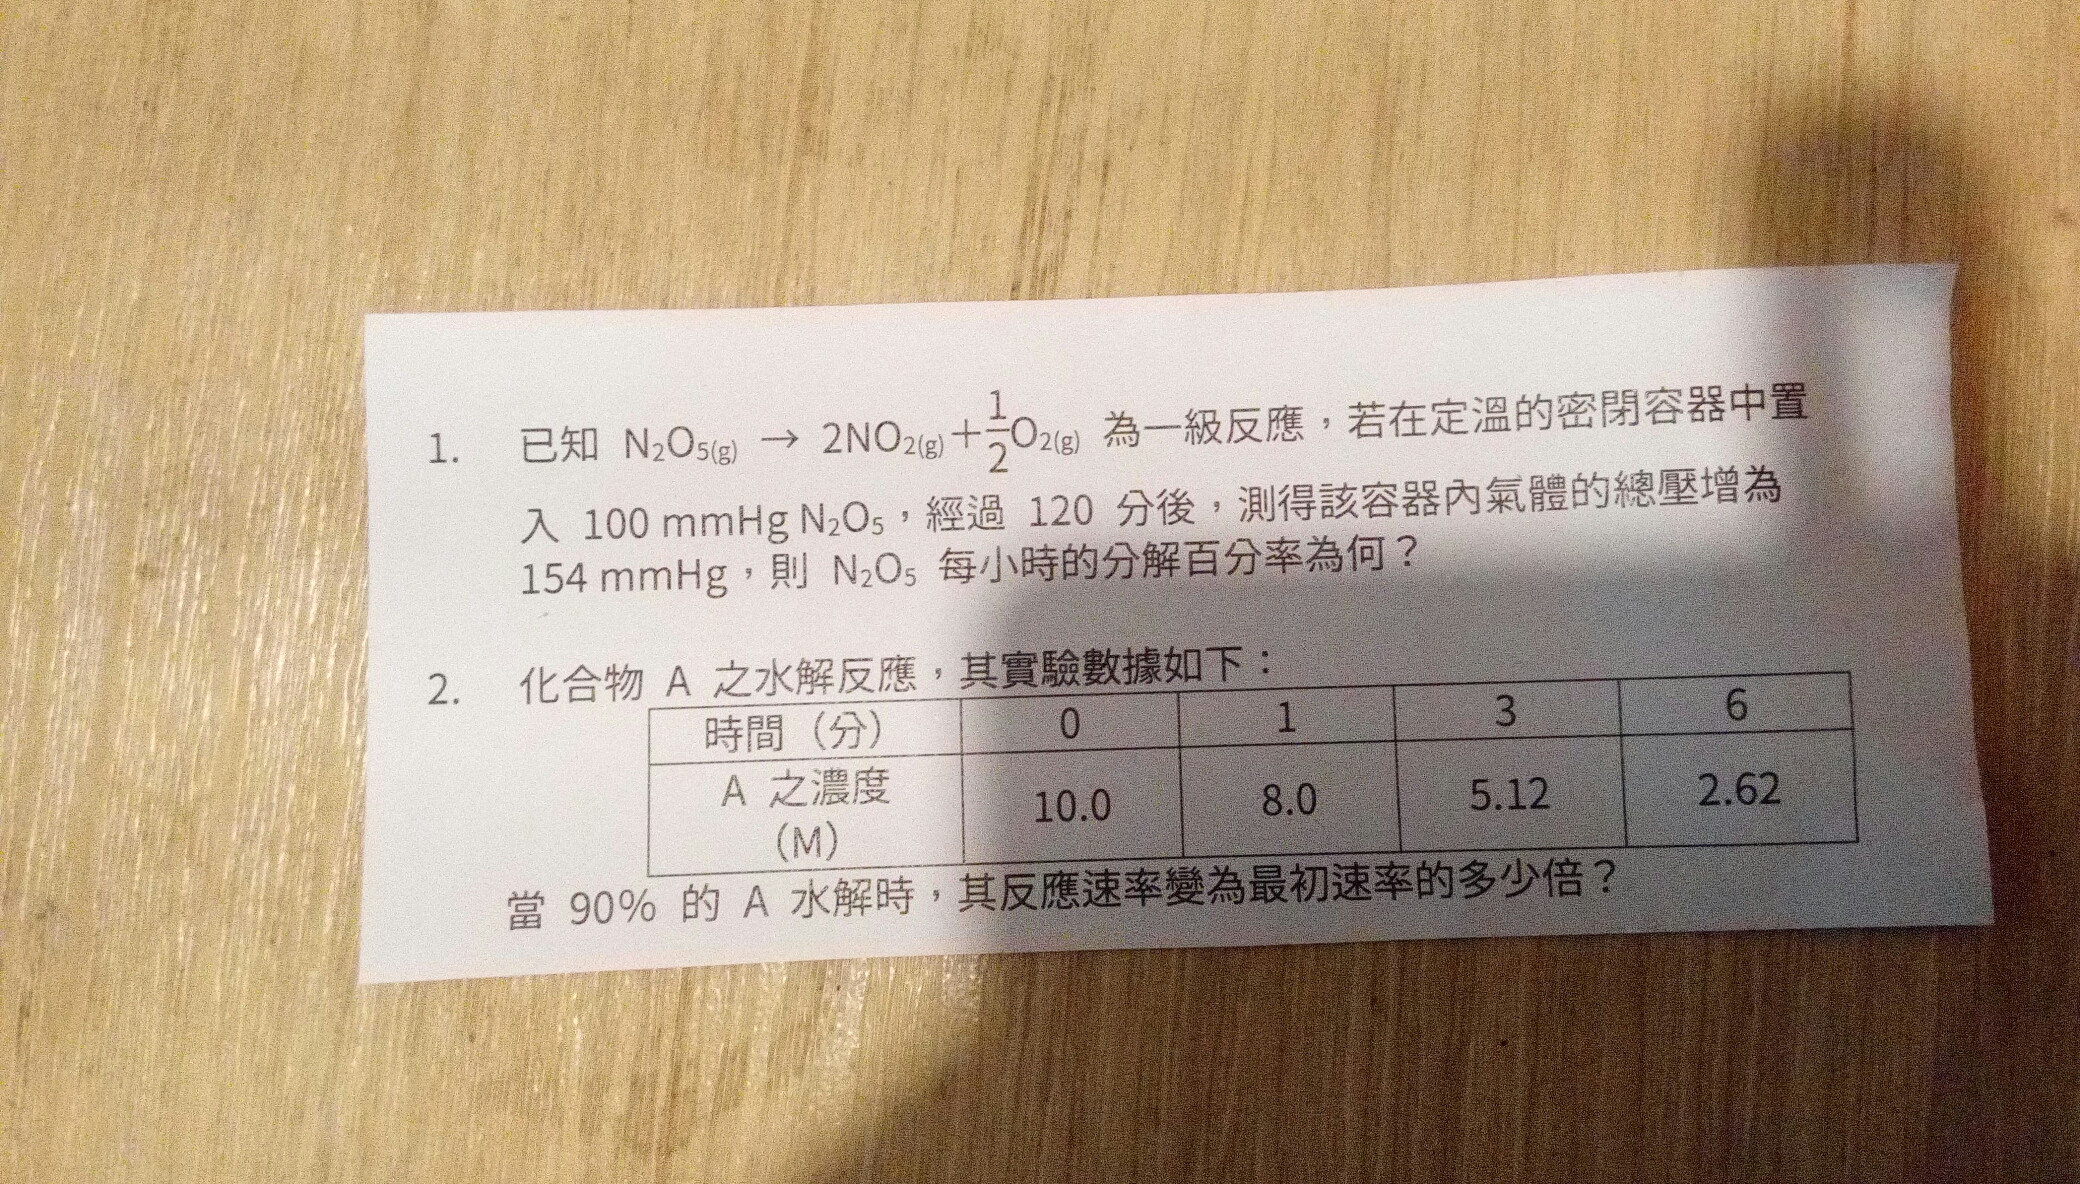 1. 已知 N₂O₅(g) → 2NO₂(g)+1/2O₂(g) 為一級反應，若在定溫的密閉容器中置
入 100 mmHg N₂O₅，經過 120 分後，測得該容器內氣體的總壓增為
154 mmHg，則 N₂O₅ 每小時的分解百分率為何？
2. 化合物 A 之水解反應，其實驗數據如下：
時間（分） 0 1 3 6
A 之濃度
（M） 10.0 8.0 5.12 2.62
當 90% 的 A 水解時，其反應速率變為最初速率的多少倍？